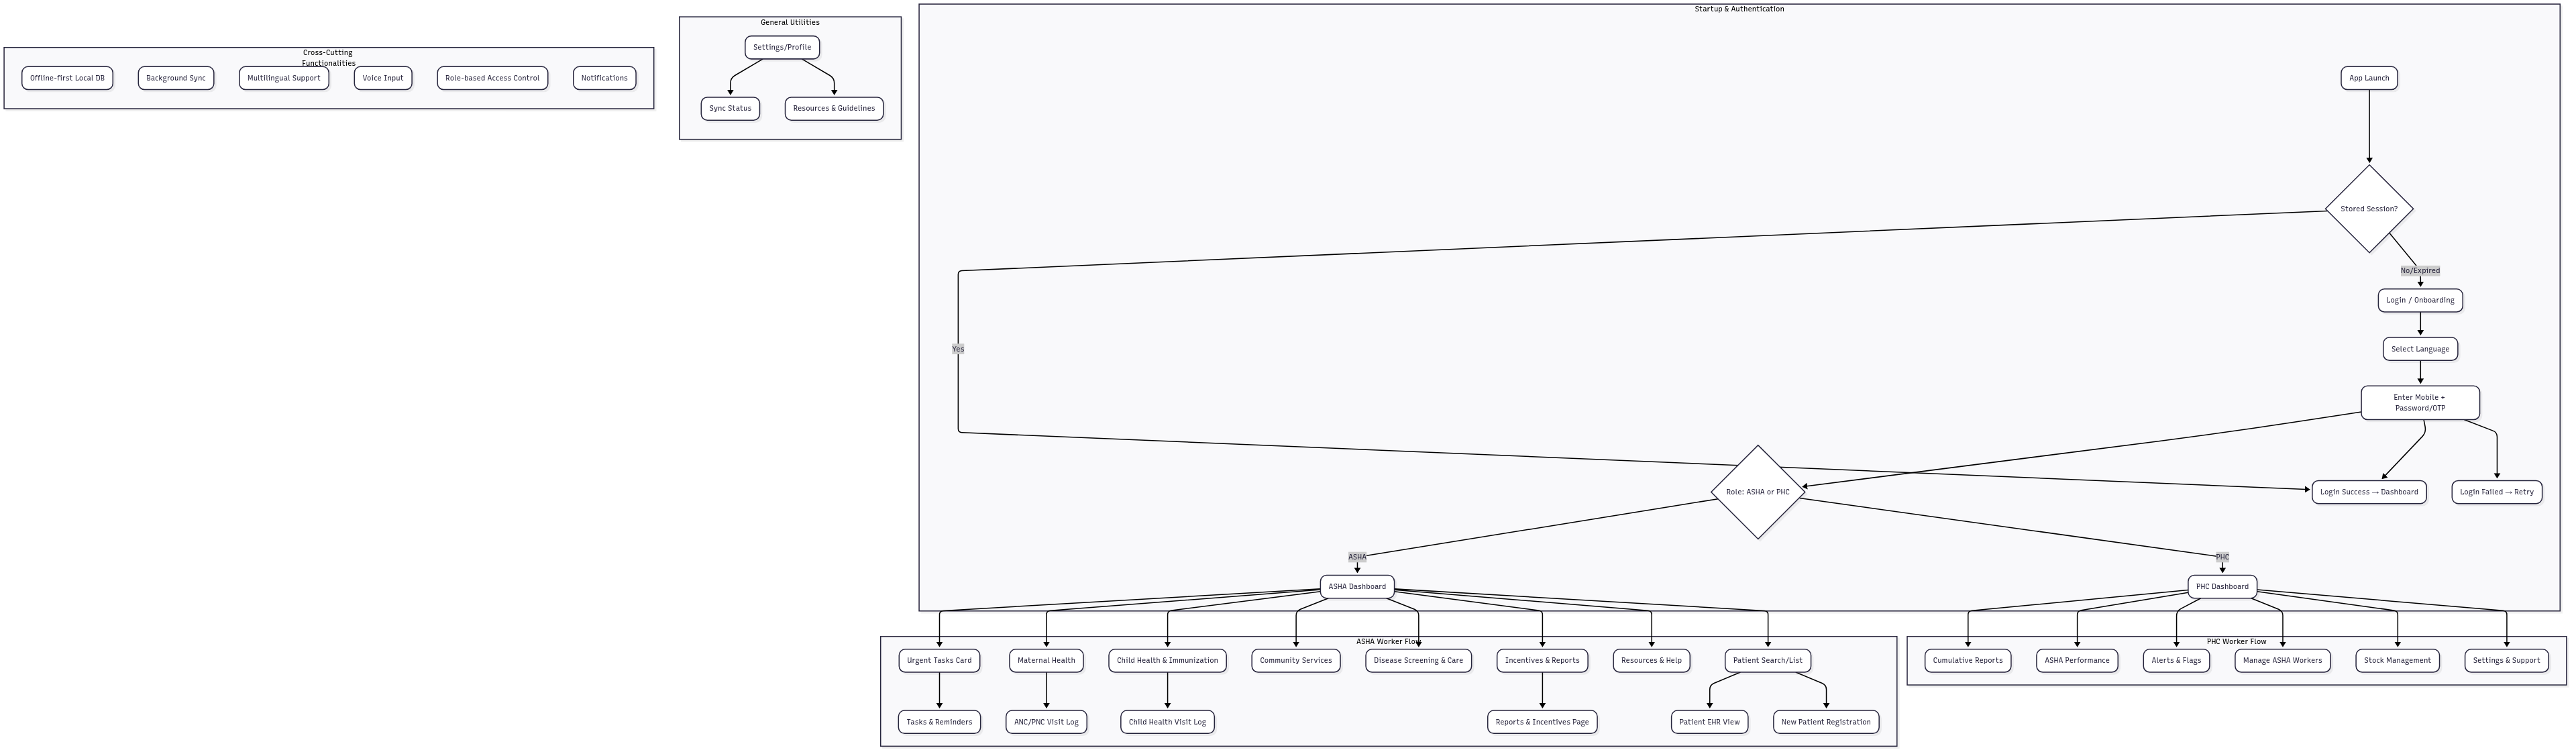 Startup & Authentication
General Utilities
Settings/Profile
Sync Status
Resources & Guidelines
Cross-Cutting
Functionalities
Offline-first Local DB
Background Sync
Multilingual Support
Voice Input
Role-based Access Control
Notifications
App Launch
Stored Session?
No/Expired
Login / Onboarding
Yes
Select Language
Enter Mobile +
Password/OTP
Role: ASHA or PHC
Login Success → Dashboard
Login Failed → Retry
ASHA
PHC
ASHA Dashboard
PHC Dashboard
ASHA Worker Flow
Urgent Tasks Card
Maternal Health
Child Health & Immunization
Community Services
Disease Screening & Care
Incentives & Reports
Resources & Help
Patient Search/List
Tasks & Reminders
ANC/PNC Visit Log
Child Health Visit Log
Reports & Incentives Page
Patient EHR View
New Patient Registration
PHC Worker Flow
Cumulative Reports
ASHA Performance
Alerts & Flags
Manage ASHA Workers
Stock Management
Settings & Support